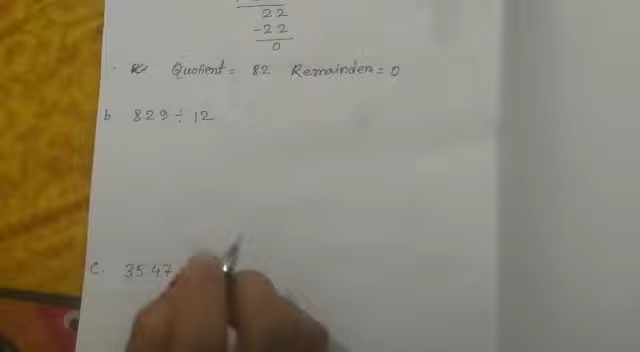 22
-22
0
Quotient = 82 Remainder = 0
b 829 ÷ 12
C. 3547